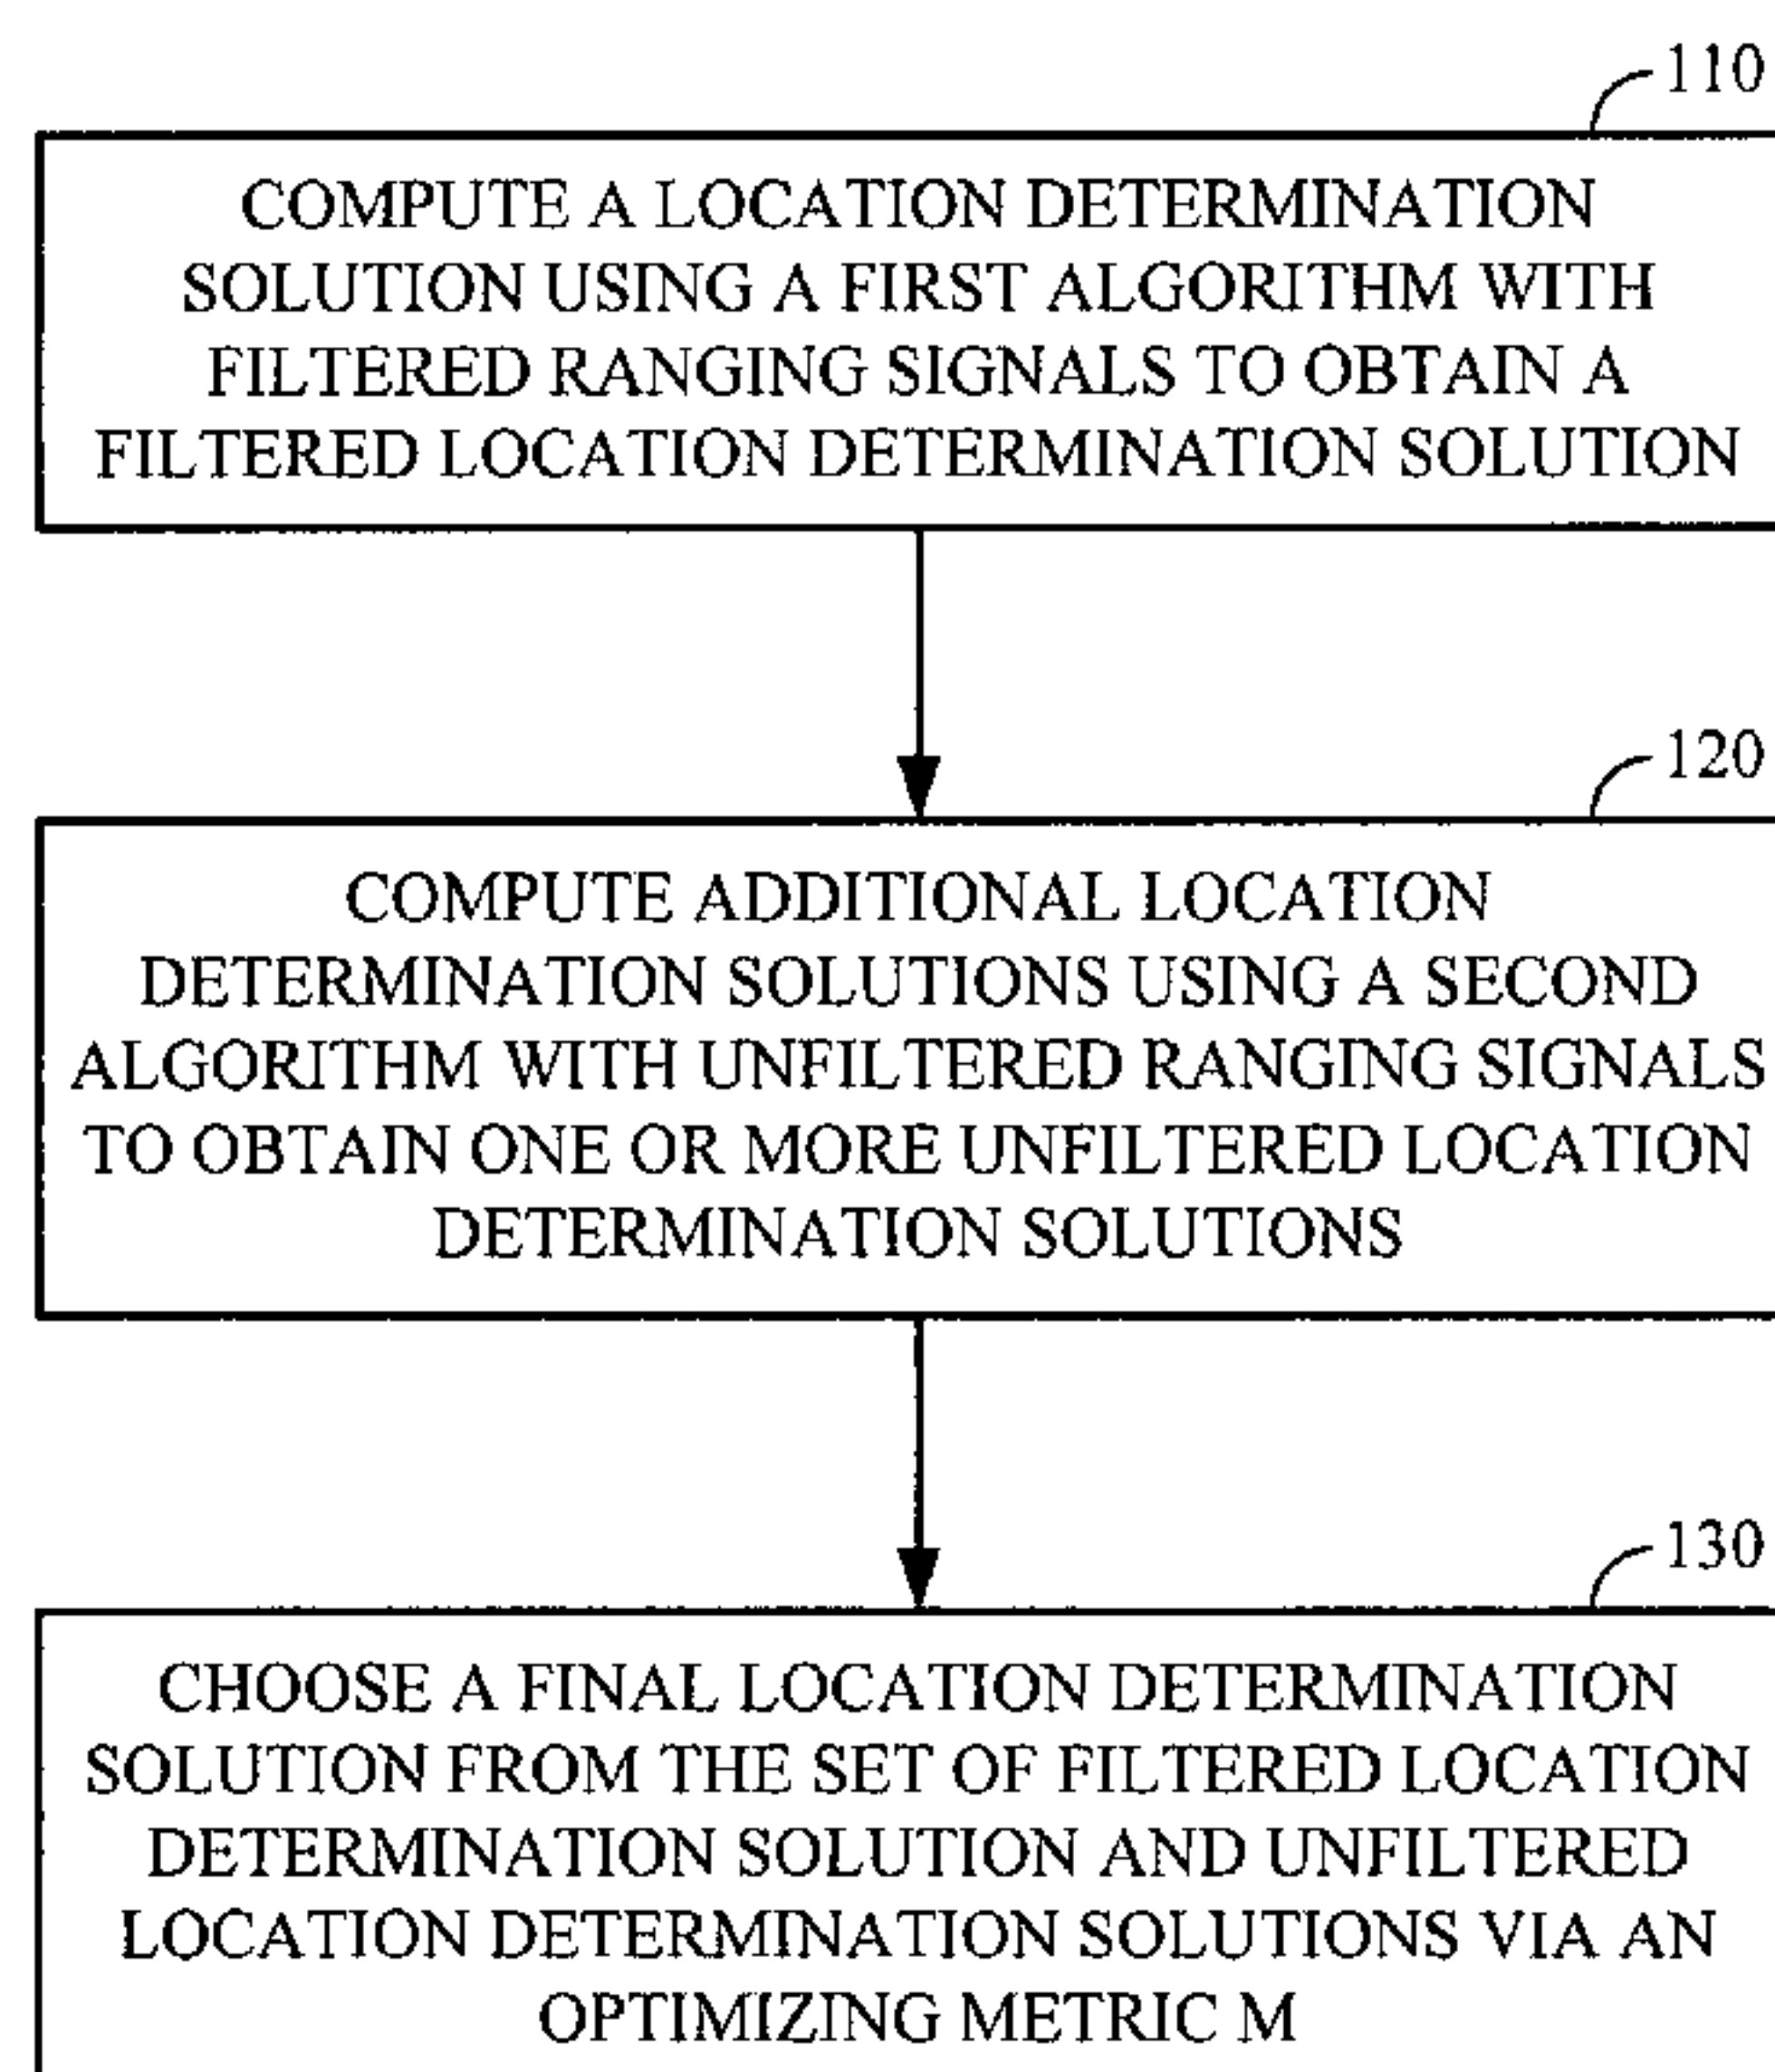 110
COMPUTE A LOCATION DETERMINATION
SOLUTION USING A FIRST ALGORITHM WITH
FILTERED RANGING SIGNALS TO OBTAIN A
FILTERED LOCATION DETERMINATION SOLUTION
120
COMPUTE ADDITIONAL LOCATION
DETERMINATION SOLUTIONS USING A SECOND
ALGORITHM WITH UNFILTERED RANGING SIGNALS
TO OBTAIN ONE OR MORE UNFILTERED LOCATION
DETERMINATION SOLUTIONS
130
CHOOSE A FINAL LOCATION DETERMINATION
SOLUTION FROM THE SET OF FILTERED LOCATION
DETERMINATION SOLUTION AND UNFILTERED
LOCATION DETERMINATION SOLUTIONS VIA AN
OPTIMIZING METRIC M